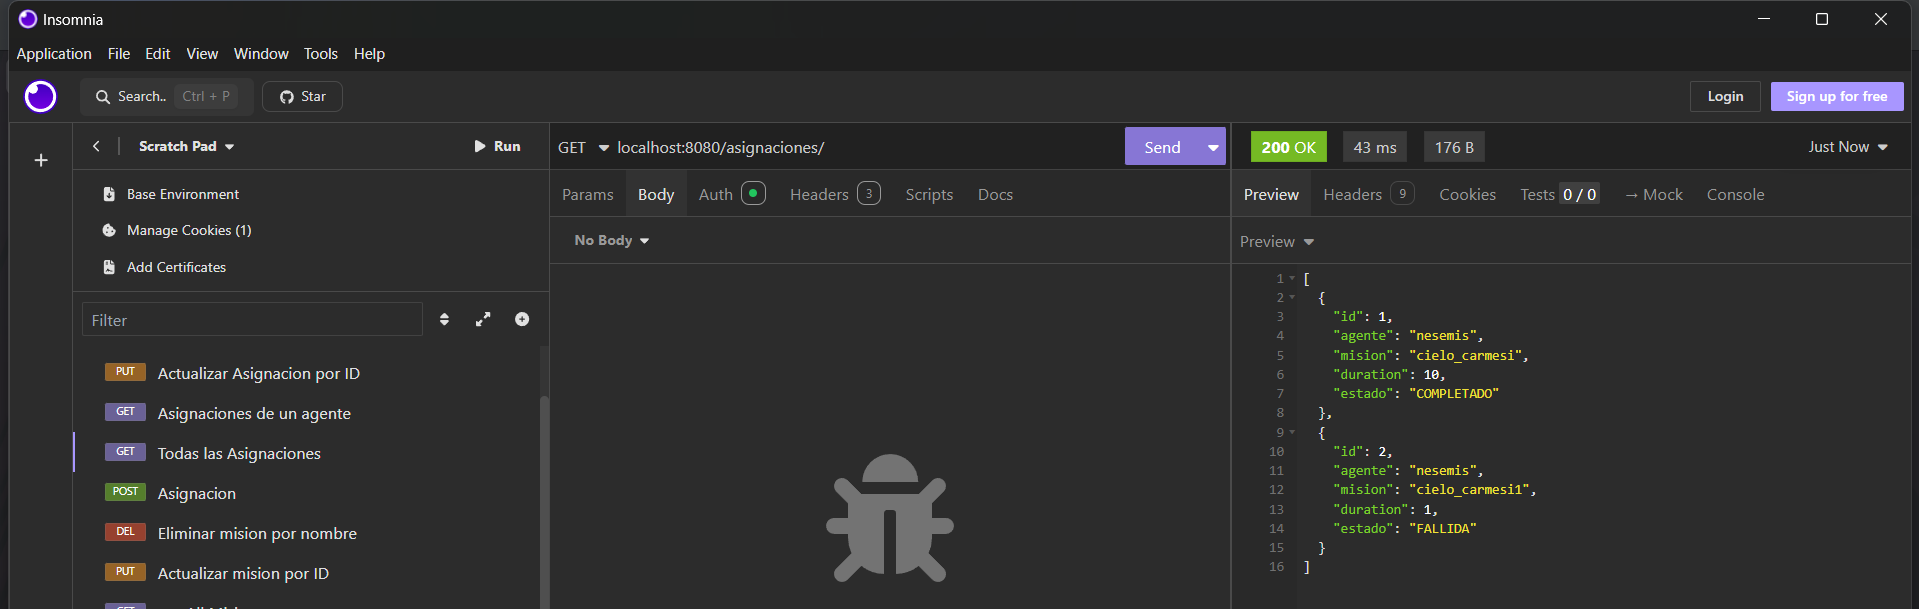 Insomnia
Application File Edit View Window Tools Help
Search.. Ctrl + P Star Login Sign up for free
Scratch Pad Run
Base Environment
Manage Cookies (1)
Add Certificates
Filter
PUT Actualizar Asignacion por ID
GET Asignaciones de un agente
GET Todas las Asignaciones
POST Asignacion
DEL Eliminar mision por nombre
PUT Actualizar mision por ID
GET localhost:8080/asignaciones/ Send
Params Body Auth Headers 3 Scripts Docs
No Body
200 OK 43 ms 176 B Just Now
Preview Headers 9 Cookies Tests 0 / 0 → Mock Console
Preview
1 [
2 {
3 "id": 1,
4 "agente": "nesemis",
5 "mision": "cielo_carmesi",
6 "duration": 10,
7 "estado": "COMPLETADO"
8 },
9 {
10 "id": 2,
11 "agente": "nesemis",
12 "mision": "cielo_carmesi1",
13 "duration": 1,
14 "estado": "FALLIDA"
15 }
16 ]